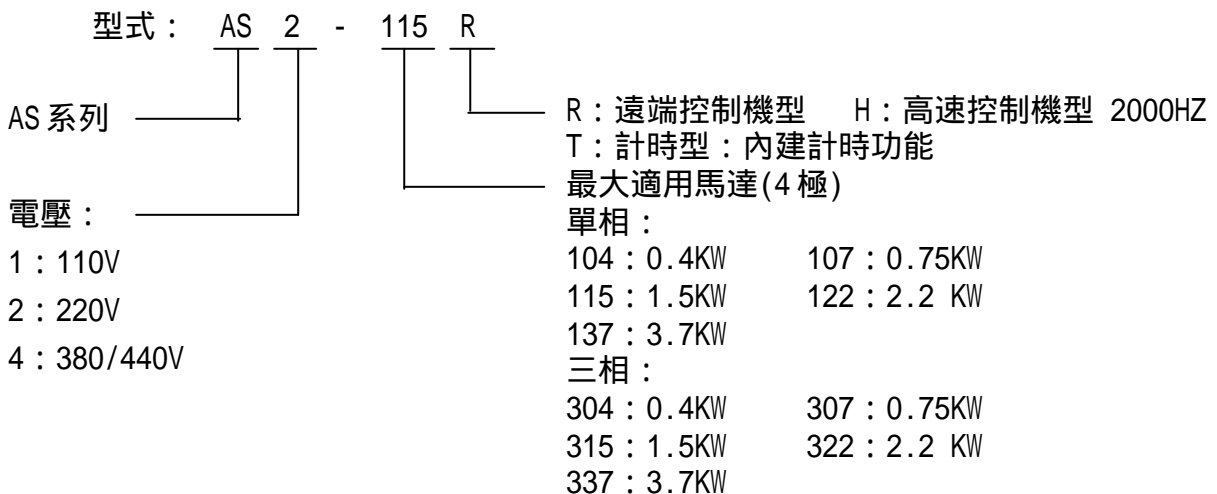 型式： AS 2 - 115 R
AS系列
R：遠端控制機型 H：高速控制機型 2000HZ
T：計時型：內建計時功能
最大適用馬達(4極)
電壓：
1：110V
2：220V
4：380/440V
單相：
104：0.4KW 107：0.75KW
115：1.5KW 122：2.2 KW
137：3.7KW
三相：
304：0.4KW 307：0.75KW
315：1.5KW 322：2.2 KW
337：3.7KW